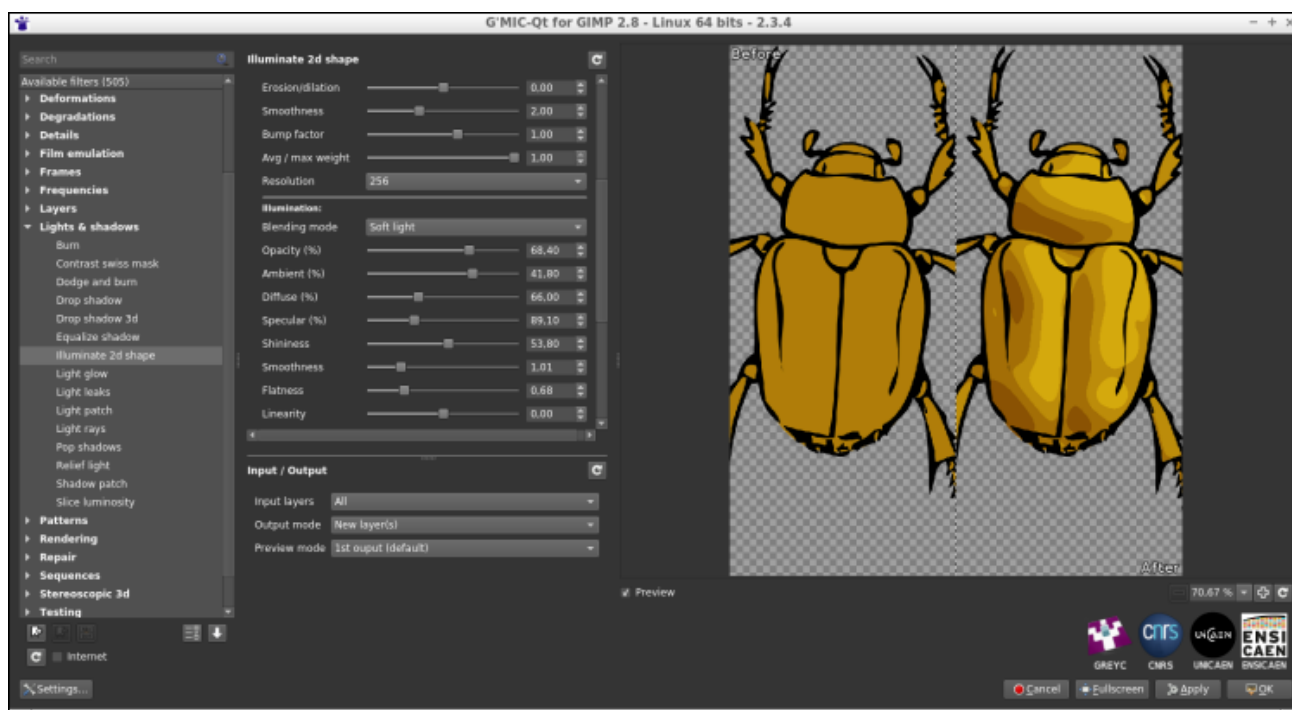 G'MIC-Qt for GIMP 2.8 - Linux 64 bits - 2.3.4
Search
Available filters (505)
Deformations
Degradations
Details
Film emulation
Frames
Frequencies
Layers
Lights & shadows
Burn
Contrast swiss mask
Dodge and burn
Drop shadow
Drop shadow 3d
Equalize shadow
Illuminate 2d shape
Light glow
Light leaks
Light patch
Light rays
Pop shadows
Relief light
Shadow patch
Slice luminosity
Patterns
Rendering
Repair
Sequences
Stereoscopic 3d
Testing
Internet
Settings...
Illuminate 2d shape
Erosion/dilation 0,00
Smoothness 2,00
Bump factor 1,00
Avg / max weight 1,00
Resolution 256
Illumination:
Blending mode Soft light
Opacity (%) 68,40
Ambient (%) 41,80
Diffuse (%) 66,00
Specular (%) 89,10
Shininess 53,80
Smoothness 1,01
Flatness 0,68
Linearity 0,00
Input / Output
Input layers All
Output mode New layer(s)
Preview mode 1st ouput (default)
Before
After
Preview
70.67 %
GREYC
CNRS
UNICAEN
ENSICAEN
cnrs
UNICAEN
ENSI
CAEN
Cancel
Fullscreen
Apply
OK